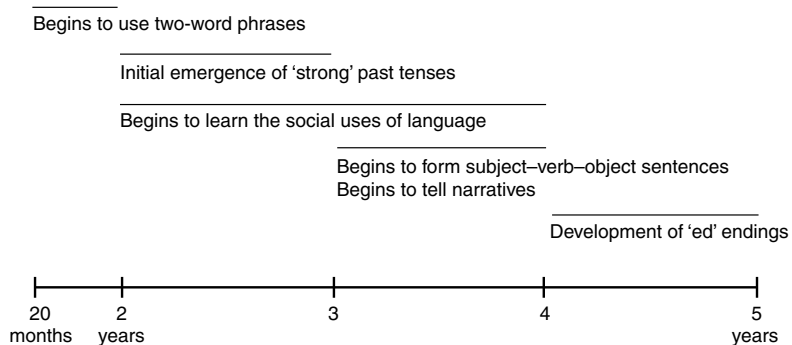 Begins to use two-word phrases
Initial emergence of ‘strong’ past tenses
Begins to learn the social uses of language
Begins to form subject–verb–object sentences
Begins to tell narratives
Development of ‘ed’ endings
20 2 3 4 5
months years years